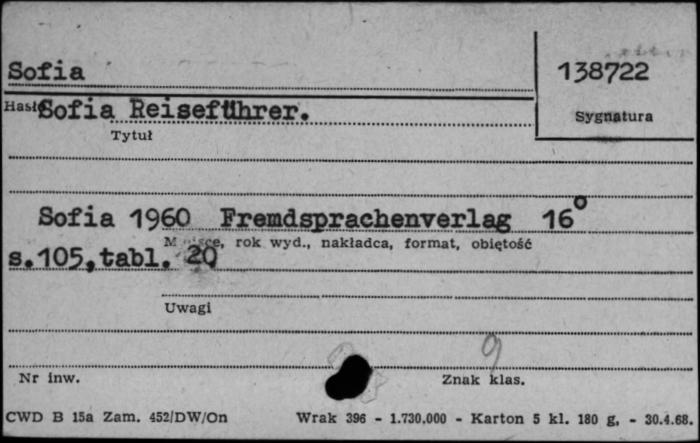 Sofia
138722
Hasło Sofia Reiseführer.
Sygnatura
Tytuł
Sofia 1960 Fremdsprachenverlag 16°
Miejsce, rok wyd., nakładca, format, obiętość
s.105,tabl. 20
Uwagi
9
Nr inw.
Znak klas.
CWD B 15a Zam. 452/DW/On Wrak 396 - 1.730,000 - Karton 5 kl. 180 g, - 30.4.68.